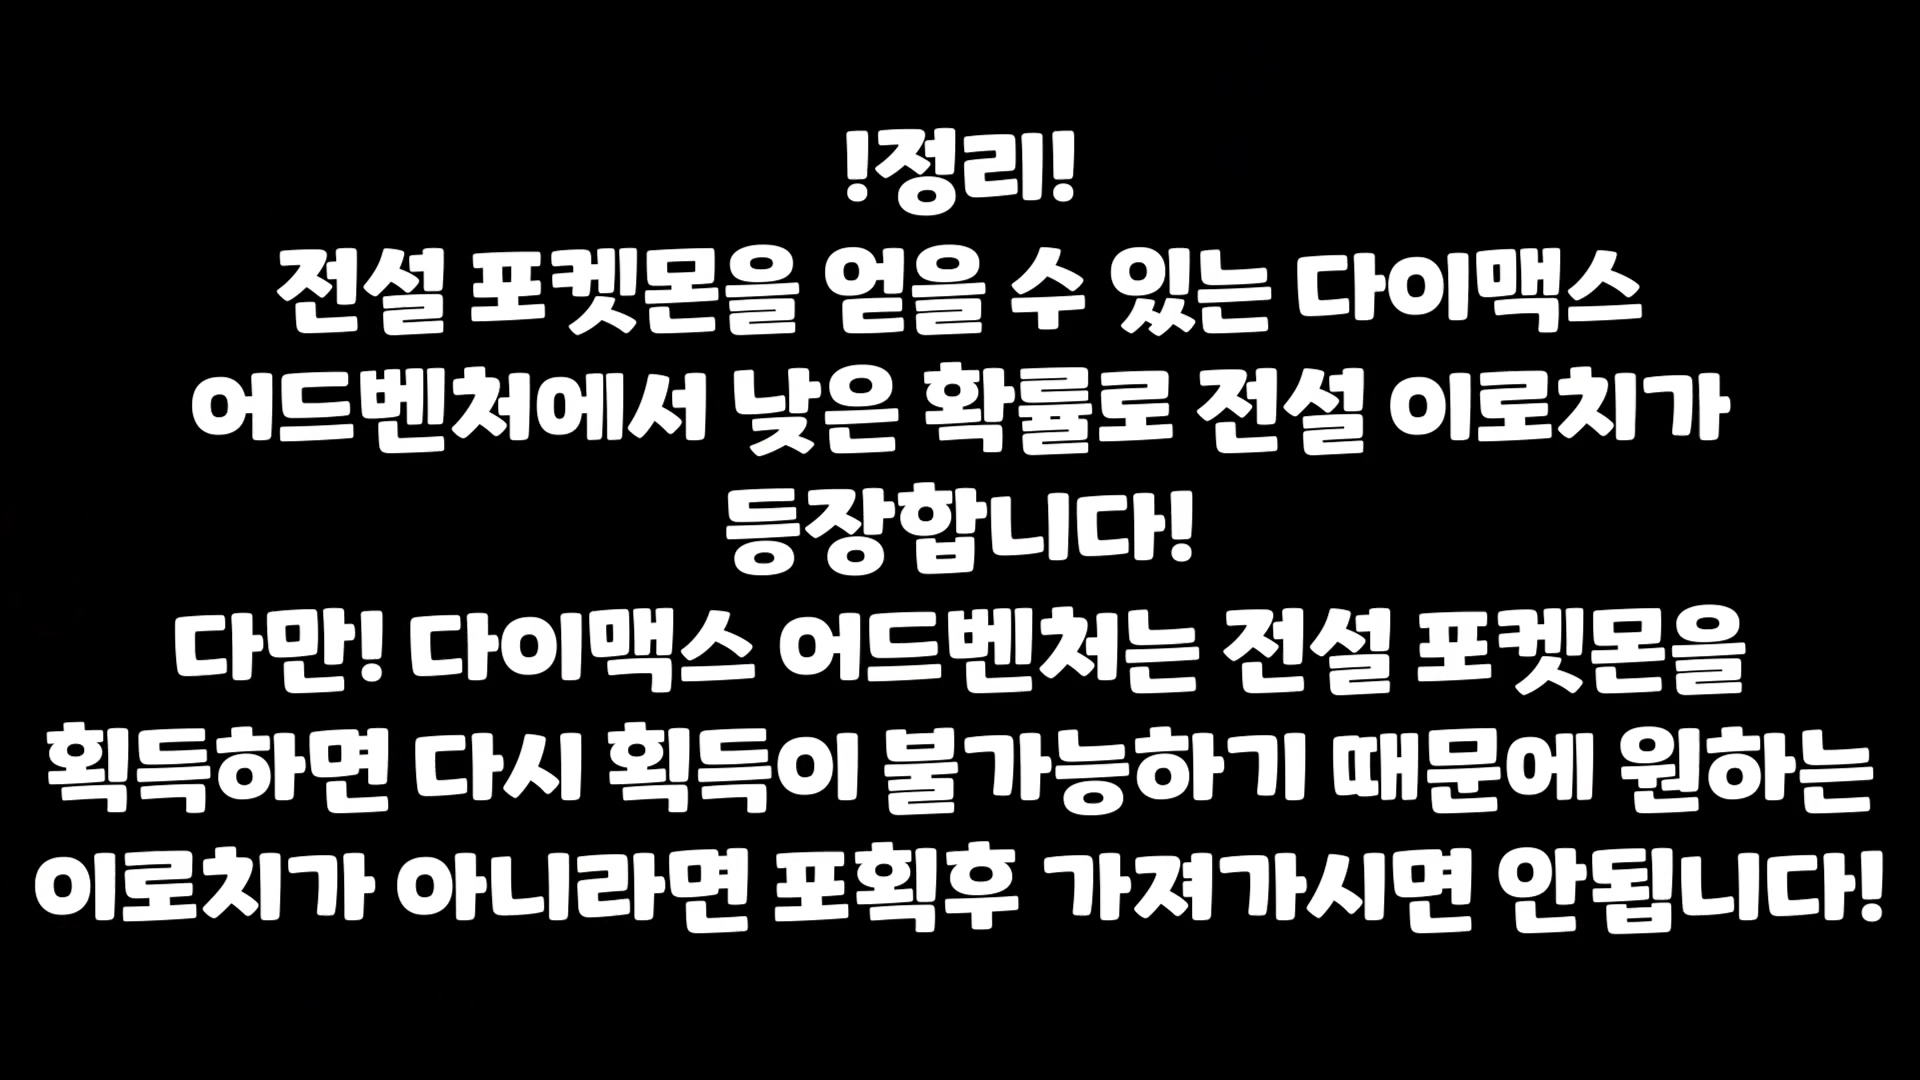 !정리!
전설 포켓몬을 얻을 수 있는 다이맥스
어드벤처에서 낮은 확률로 전설 이로치가
등장합니다!
다만! 다이맥스 어드벤처는 전설 포켓몬을
획득하면 다시 획득이 불가능하기 때문에 원하는
이로치가 아니라면 포획후 가져가시면 안됩니다!